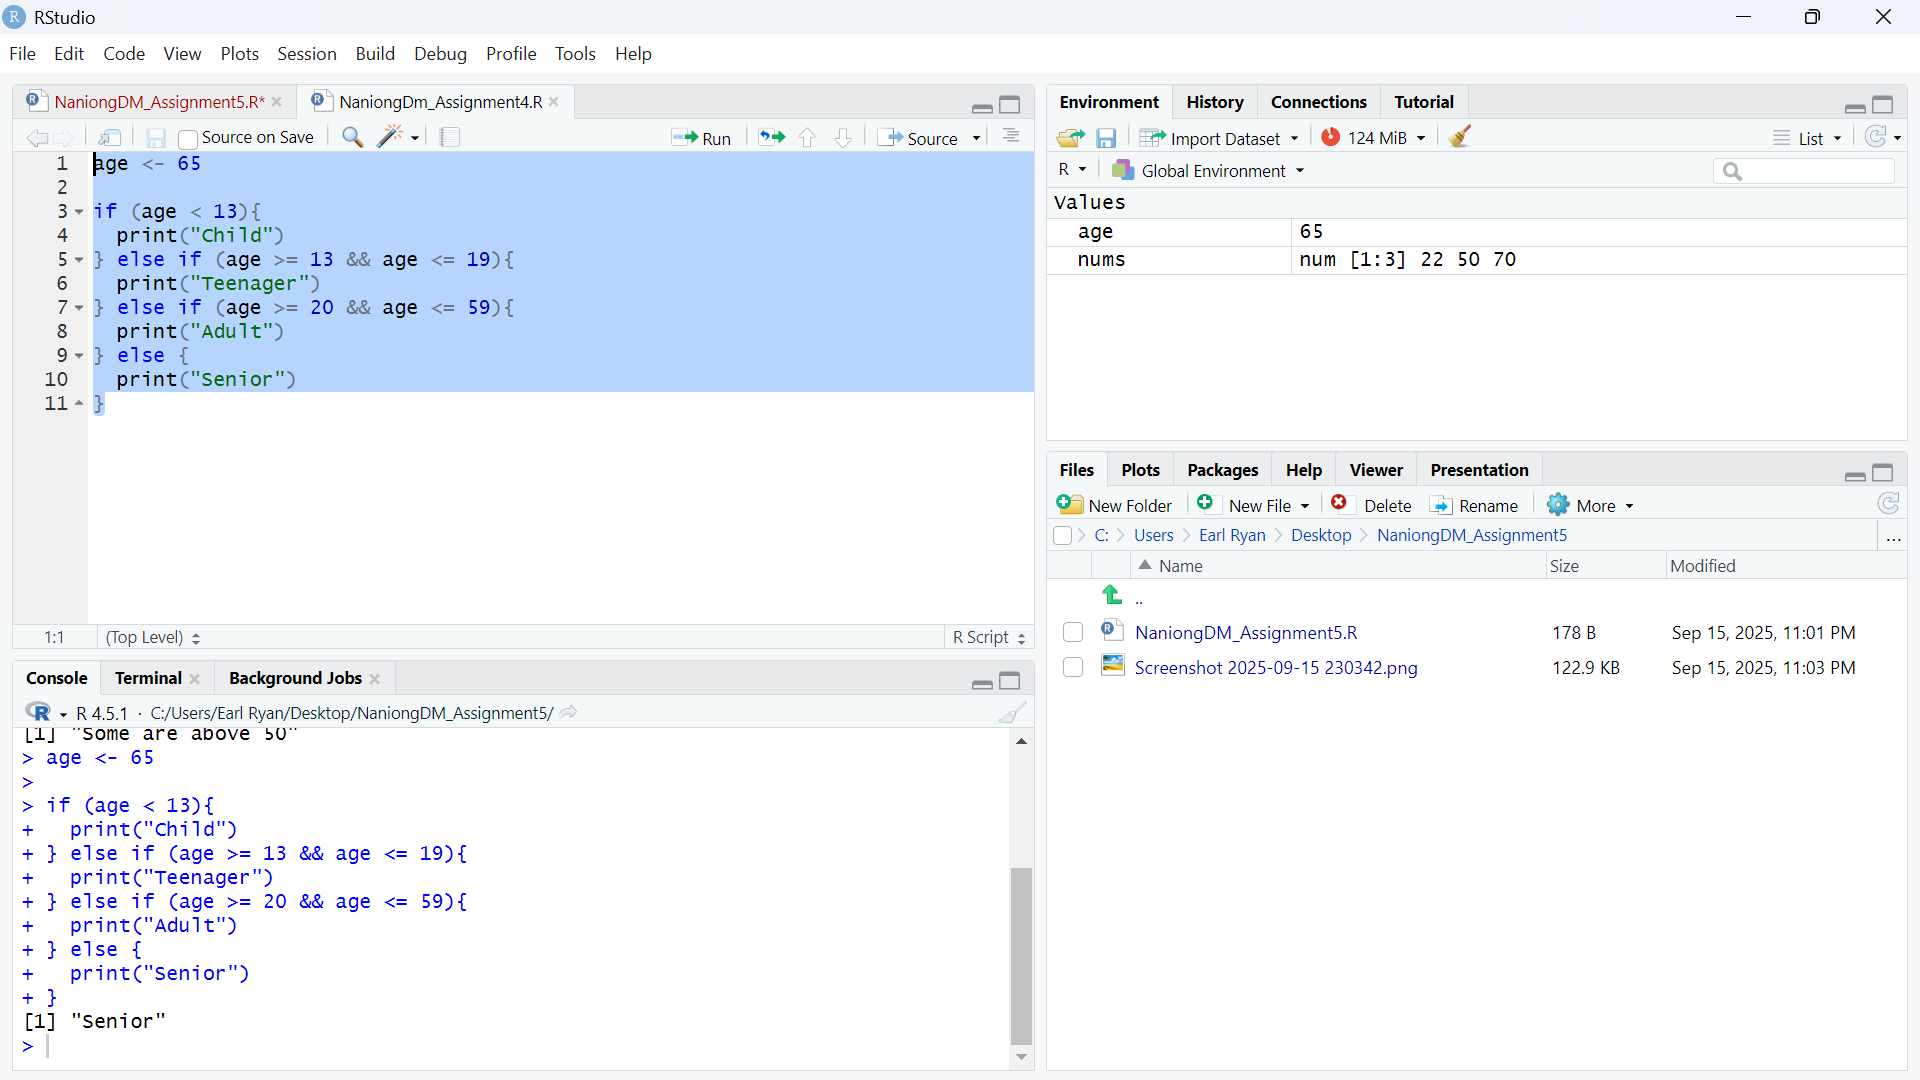 RStudio
File Edit Code View Plots Session Build Debug Profile Tools Help
NaniongDM_Assignment5.R* NaniongDm_Assignment4.R
Source on Save Run Source
1 age <- 65
2
3 if (age < 13){
4   print("Child")
5 } else if (age >= 13 && age <= 19){
6   print("Teenager")
7 } else if (age >= 20 && age <= 59){
8   print("Adult")
9 } else {
10   print("Senior")
11 }
1:1 (Top Level) R Script
Console Terminal Background Jobs
R 4.5.1 · C:/Users/Earl Ryan/Desktop/NaniongDM_Assignment5/
[1] "Some are above 50"
> age <- 65
>
> if (age < 13){
+   print("Child")
+ } else if (age >= 13 && age <= 19){
+   print("Teenager")
+ } else if (age >= 20 && age <= 59){
+   print("Adult")
+ } else {
+   print("Senior")
+ }
[1] "Senior"
>
Environment History Connections Tutorial
Import Dataset 124 MiB List
R Global Environment
Values
age 65
nums num [1:3] 22 50 70
Files Plots Packages Help Viewer Presentation
New Folder New File Delete Rename More
C: Users Earl Ryan Desktop NaniongDM_Assignment5 ...
Name Size Modified
..
NaniongDM_Assignment5.R 178 B Sep 15, 2025, 11:01 PM
Screenshot 2025-09-15 230342.png 122.9 KB Sep 15, 2025, 11:03 PM